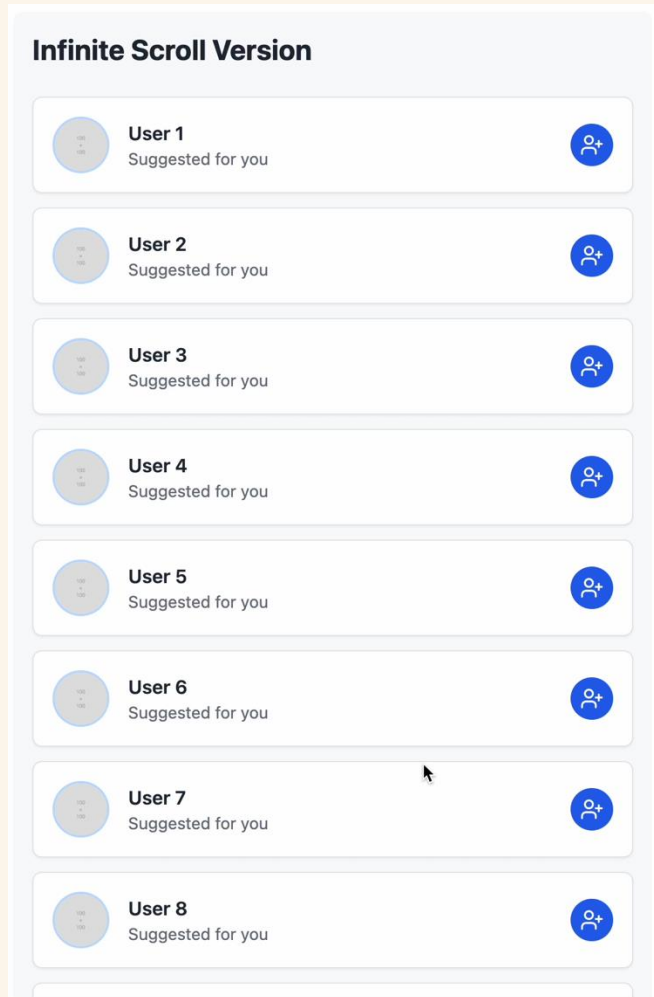 Infinite Scroll Version
User 1
Suggested for you
User 2
Suggested for you
User 3
Suggested for you
User 4
Suggested for you
User 5
Suggested for you
User 6
Suggested for you
User 7
Suggested for you
User 8
Suggested for you